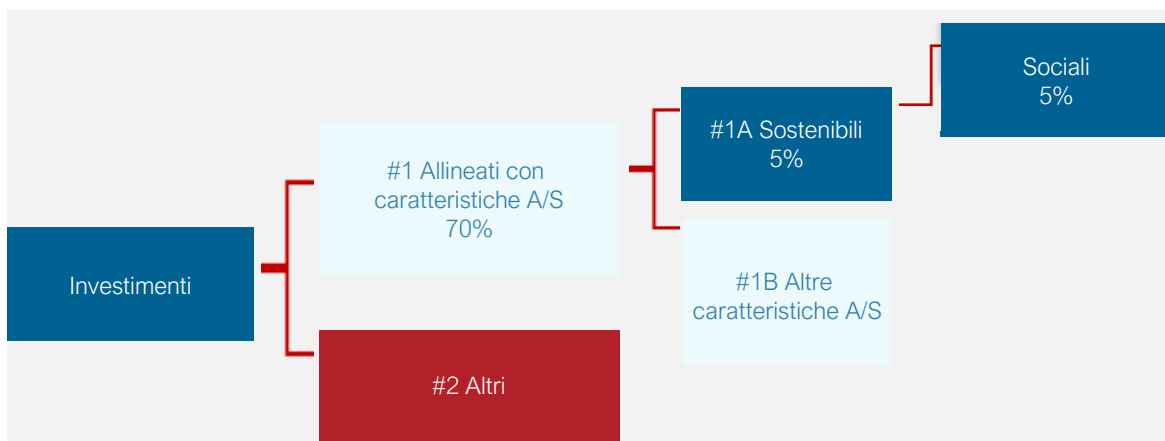 Investimenti
#1 Allineati con
caratteristiche A/S
70%
#2 Altri
#1A Sostenibili
5%
#1B Altre
caratteristiche A/S
Sociali
5%